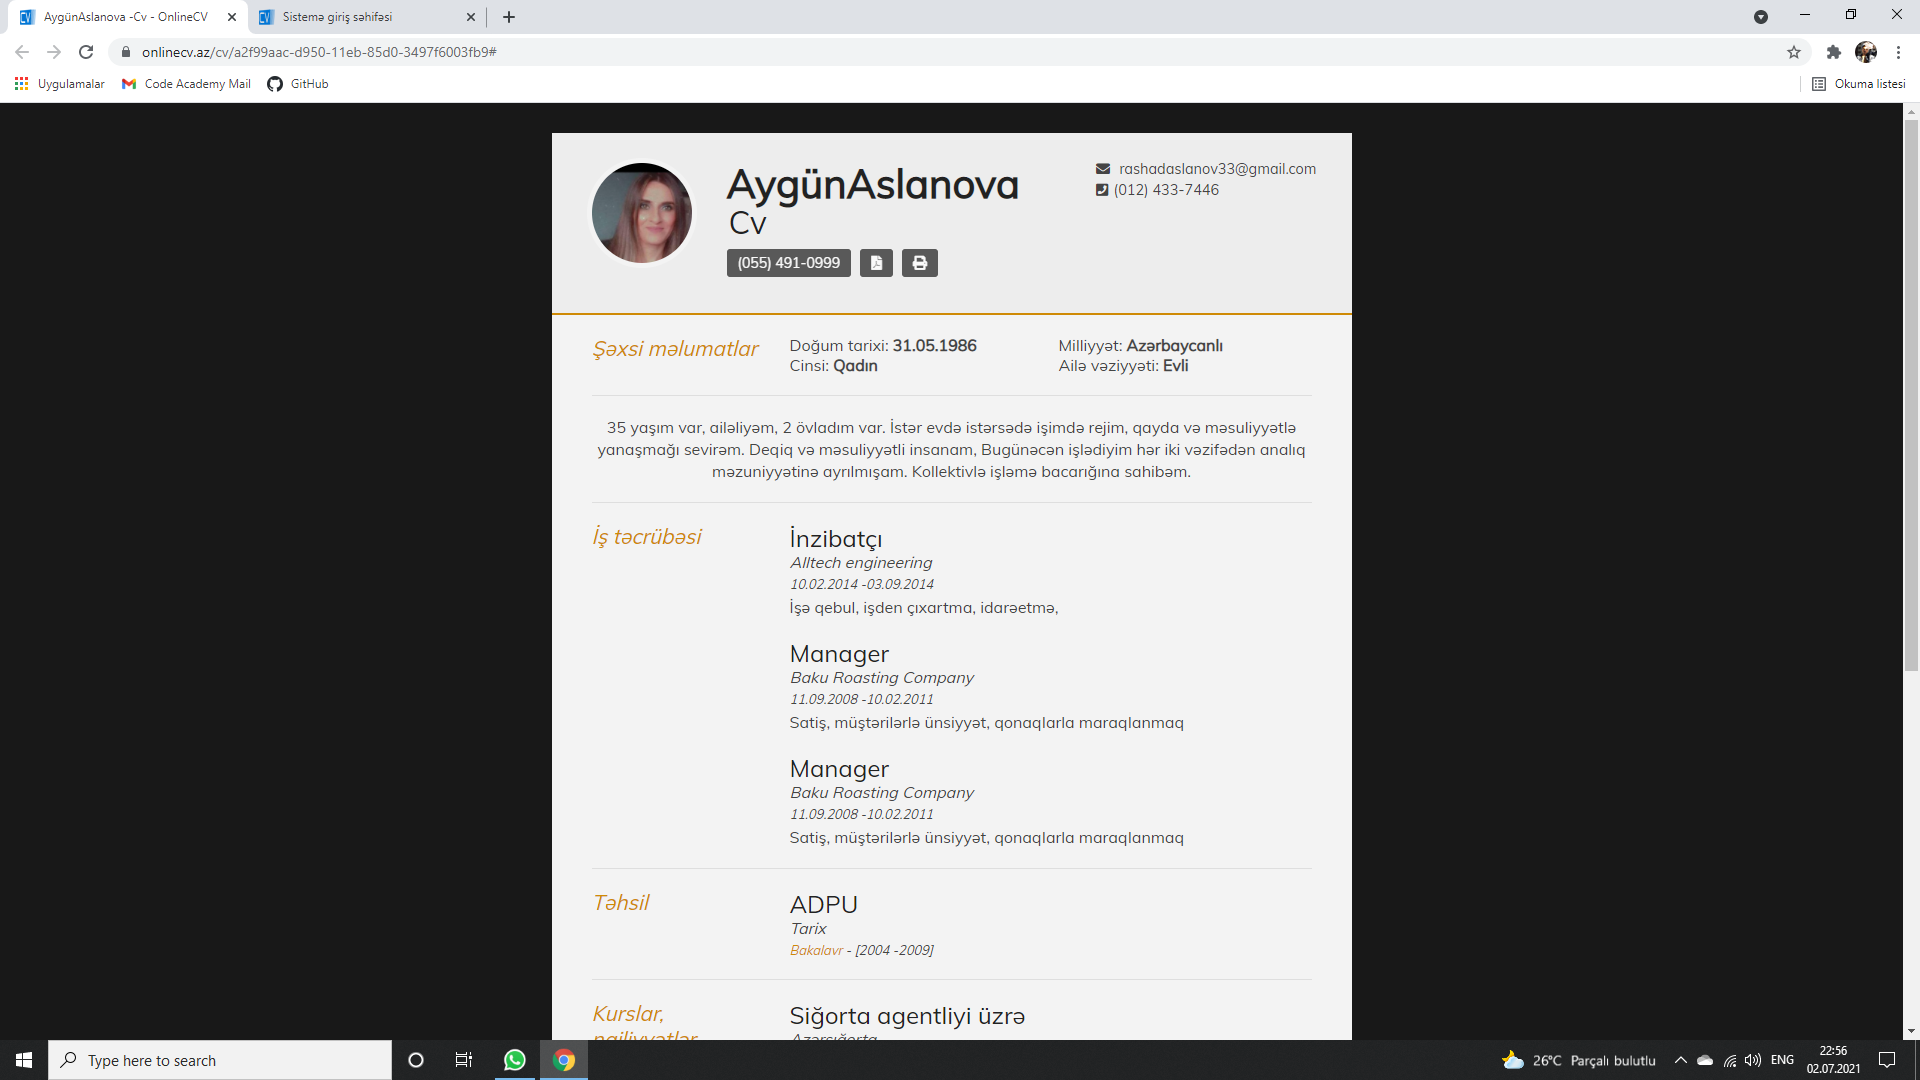 AygünAslanova -Cv - OnlineCV
Sistemə giriş səhifəsi
onlinecv.az/cv/a2f99aac-d950-11eb-85d0-3497f6003fb9#
Uygulamalar
Code Academy Mail
GitHub
Okuma listesi
AygünAslanova
Cv
(055) 491-0999
rashadaslanov33@gmail.com
(012) 433-7446
Şəxsi məlumatlar
Doğum tarixi: 31.05.1986
Cinsi: Qadın
Milliyyət: Azərbaycanlı
Ailə vəziyyəti: Evli
35 yaşım var, ailəliyəm, 2 övladım var. İstər evdə istərsədə işimdə rejim, qayda və məsuliyyətlə
yanaşmağı sevirəm. Deqiq və məsuliyyətli insanam, Bugünəcən işlədiyim hər iki vəzifədən analıq
məzuniyyətinə ayrılmışam. Kollektivlə işləmə bacarığına sahibəm.
İş təcrübəsi
İnzibatçı
Alltech engineering
10.02.2014 -03.09.2014
İşə qebul, işden çıxartma, idarəetmə,
Manager
Baku Roasting Company
11.09.2008 -10.02.2011
Satiş, müştərilərlə ünsiyyət, qonaqlarla maraqlanmaq
Manager
Baku Roasting Company
11.09.2008 -10.02.2011
Satiş, müştərilərlə ünsiyyət, qonaqlarla maraqlanmaq
Təhsil
ADPU
Tarix
Bakalavr - [2004 -2009]
Kurslar,
nailiyyətlər
Siğorta agentliyi üzrə
Azərsığorta
Type here to search
26°C Parçalı bulutlu
ENG
22:56
02.07.2021